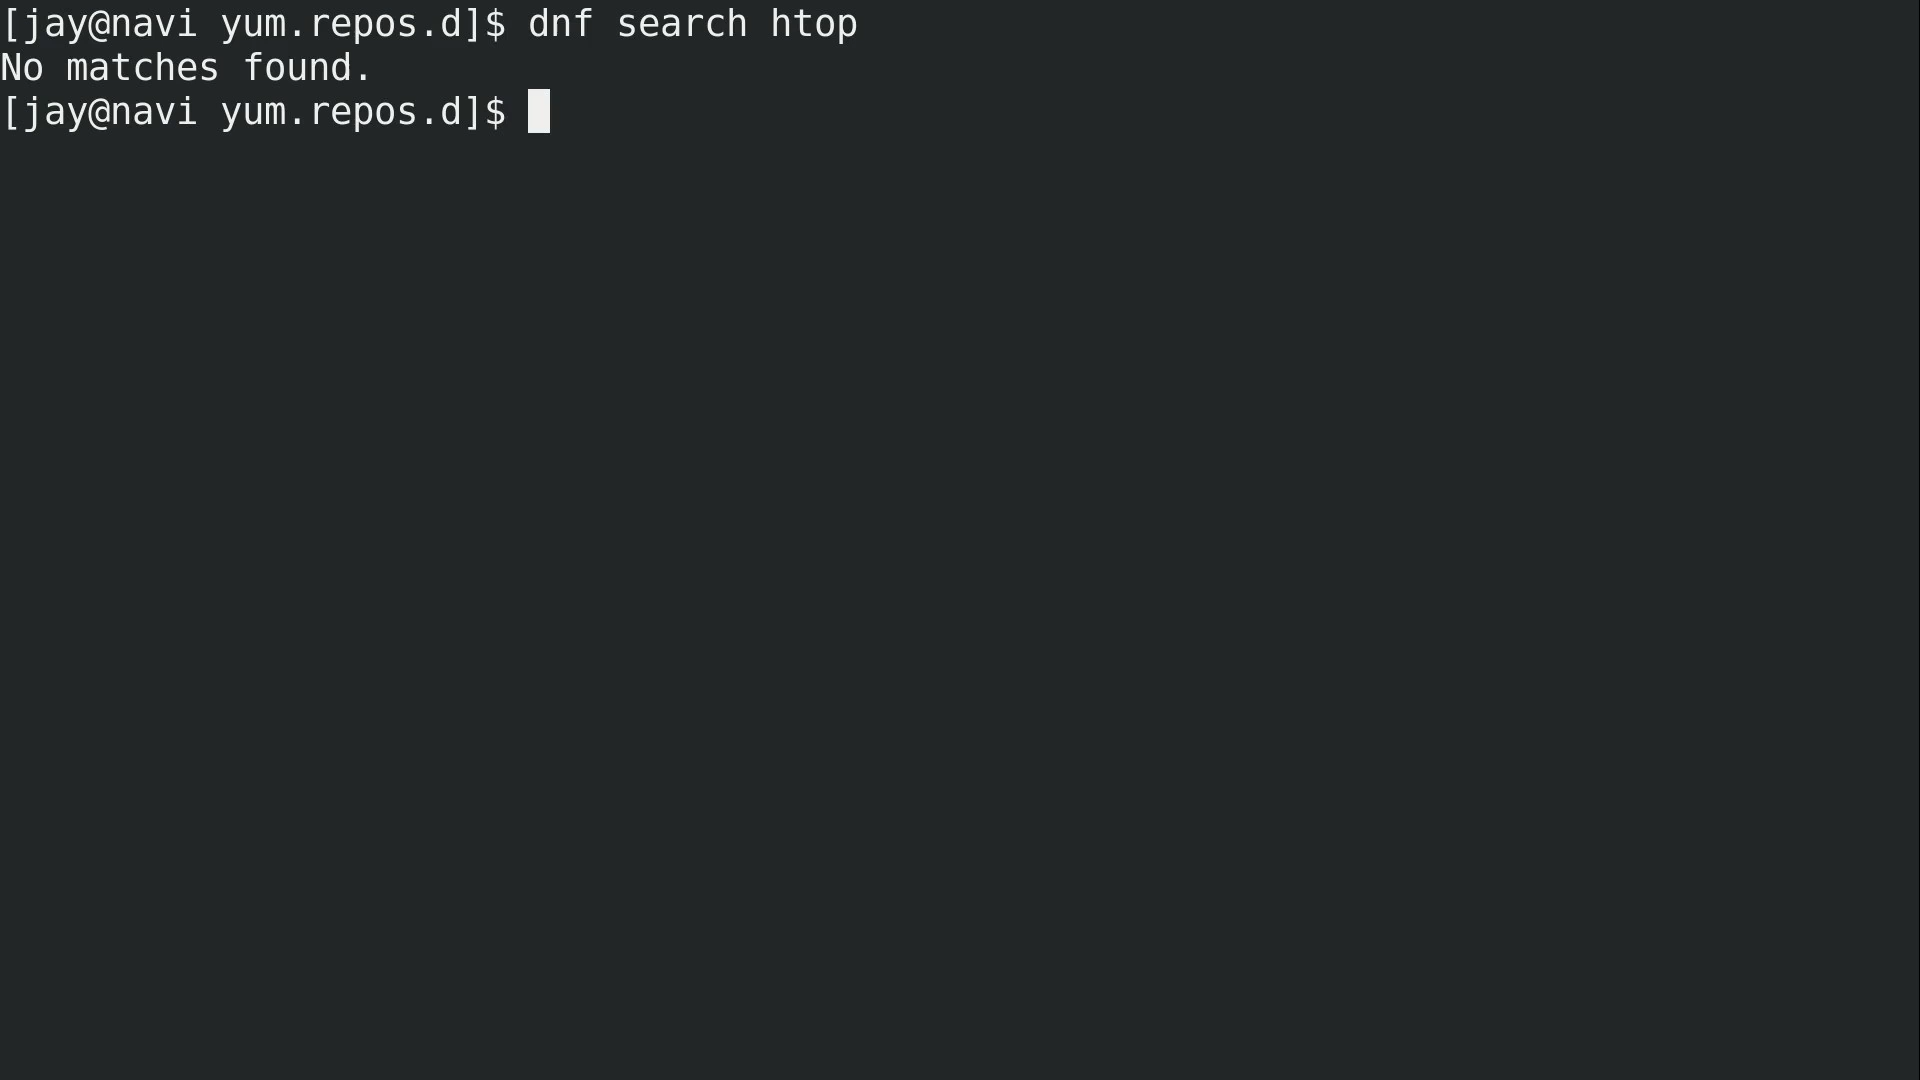 [jay@navi yum.repos.d]$ dnf search htop
No matches found.
[jay@navi yum.repos.d]$